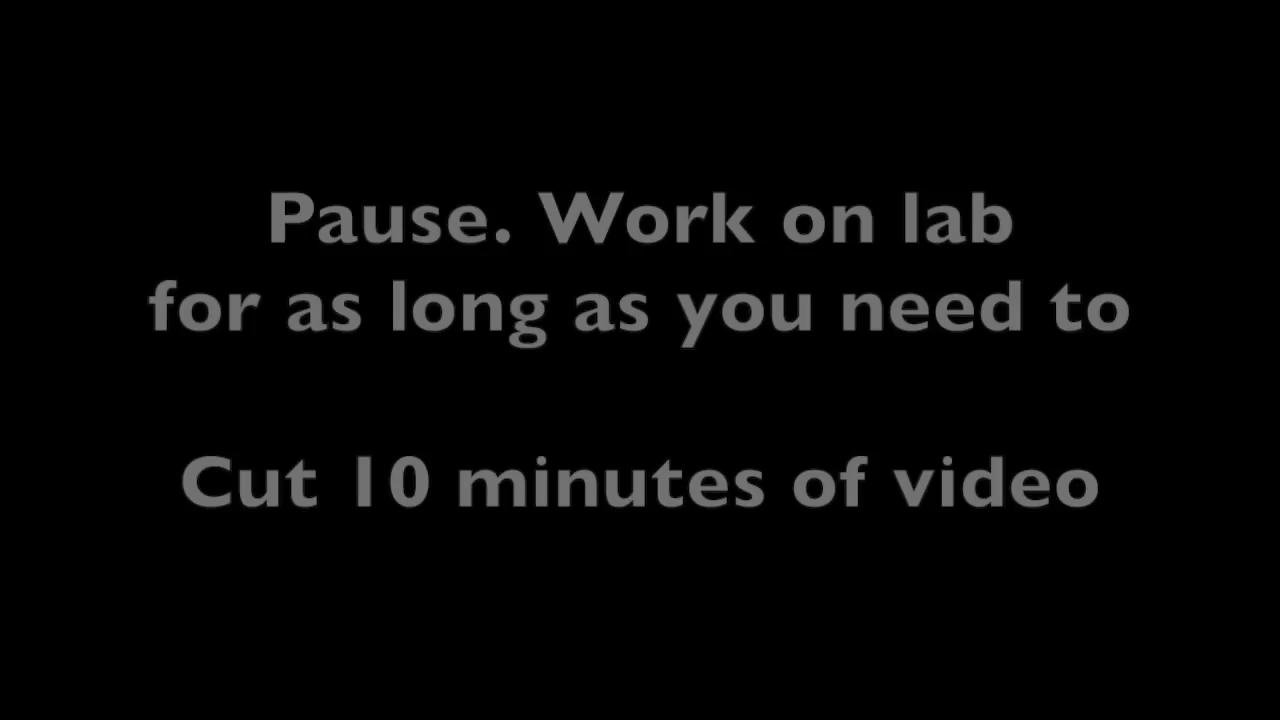 Pause. Work on lab
for as long as you need to
Cut 10 minutes of video